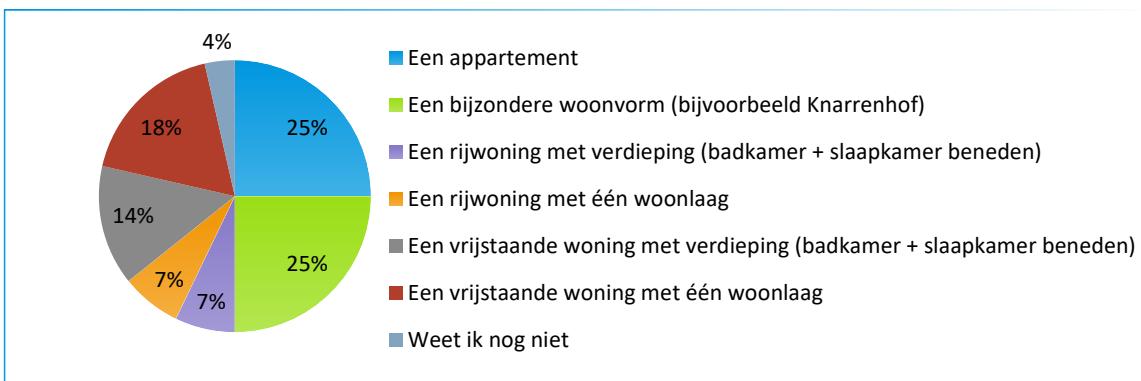 4%
25%
18%
14%
7%
7%
25%
Een appartement
Een bijzondere woonvorm (bijvoorbeeld Knarrenhof)
Een rijwoning met verdieping (badkamer + slaapkamer beneden)
Een rijwoning met één woonlaag
Een vrijstaande woning met verdieping (badkamer + slaapkamer beneden)
Een vrijstaande woning met één woonlaag
Weet ik nog niet